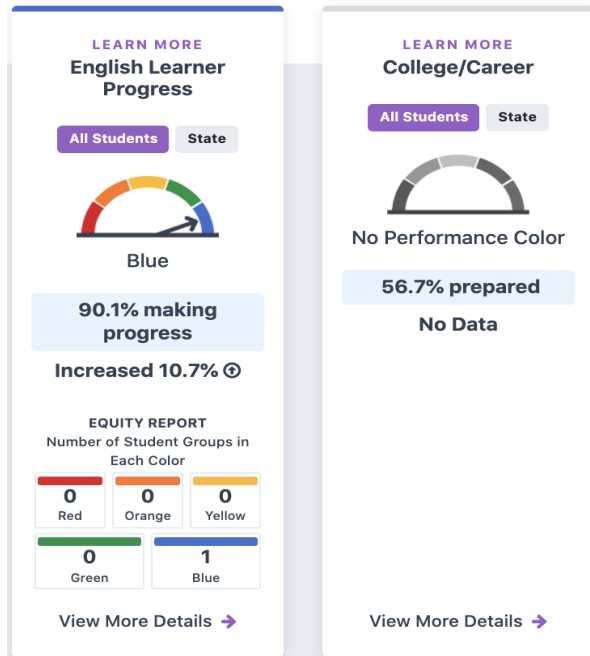 LEARN MORE
English Learner
Progress
All Students
State
Blue
90.1% making
progress
Increased 10.7%
EQUITY REPORT
Number of Student Groups in
Each Color
0
Red
0
Orange
0
Yellow
0
Green
1
Blue
View More Details
LEARN MORE
College/Career
All Students
State
No Performance Color
56.7% prepared
No Data
View More Details